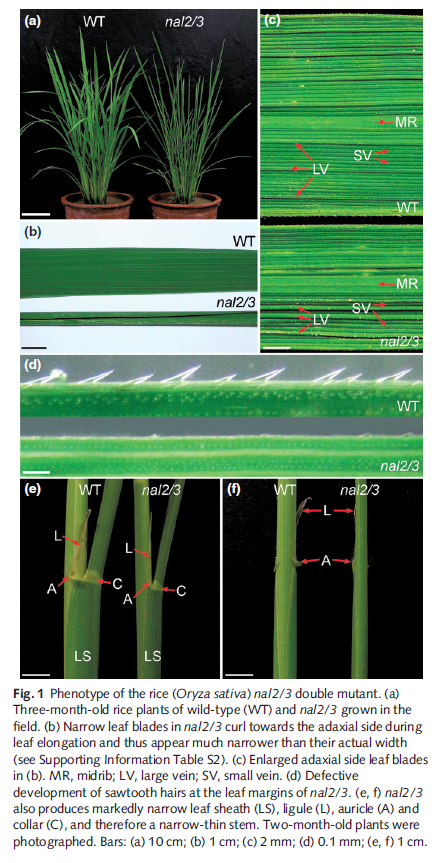 (a)
WT
nal2/3
(b)
WT
nal2/3
(c)
MR
SV
LV
WT
MR
SV
LV
nal2/3
(d)
WT
nal2/3
(e)
WT
nal2/3
L
L
A
C
A
C
LS
LS
(f)
WT
nal2/3
L
A
Fig. 1 Phenotype of the rice (Oryza sativa) nal2/3 double mutant. (a)
Three-month-old rice plants of wild-type (WT) and nal2/3 grown in the
field. (b) Narrow leaf blades in nal2/3 curl towards the adaxial side during
leaf elongation and thus appear much narrower than their actual width
(see Supporting Information Table S2). (c) Enlarged adaxial side leaf blades
in (b). MR, midrib; LV, large vein; SV, small vein. (d) Defective
development of sawtooth hairs at the leaf margins of nal2/3. (e, f) nal2/3
also produces markedly narrow leaf sheath (LS), ligule (L), auricle (A) and
collar (C), and therefore a narrow-thin stem. Two-month-old plants were
photographed. Bars: (a) 10 cm; (b) 1 cm; (c) 2 mm; (d) 0.1 mm; (e, f) 1 cm.